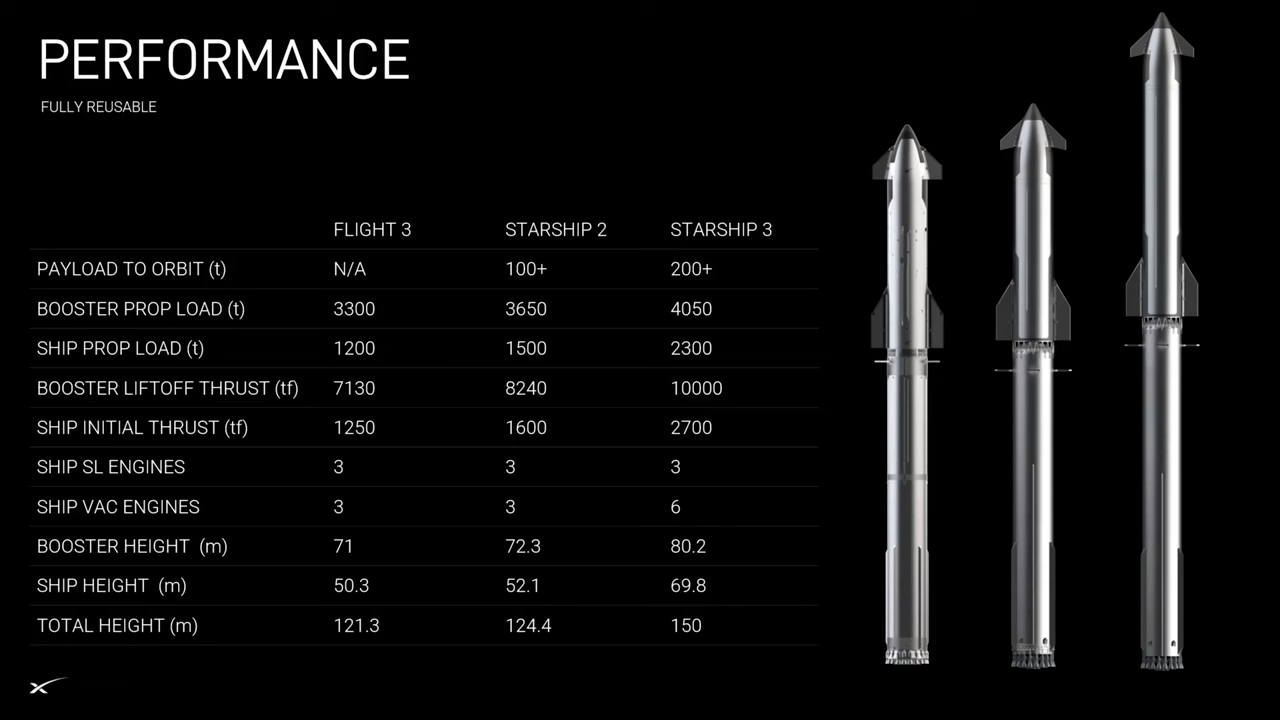 PERFORMANCE
FULLY REUSABLE
FLIGHT 3 STARSHIP 2 STARSHIP 3
PAYLOAD TO ORBIT (t) N/A 100+ 200+
BOOSTER PROP LOAD (t) 3300 3650 4050
SHIP PROP LOAD (t) 1200 1500 2300
BOOSTER LIFTOFF THRUST (tf) 7130 8240 10000
SHIP INITIAL THRUST (tf) 1250 1600 2700
SHIP SL ENGINES 3 3 3
SHIP VAC ENGINES 3 3 6
BOOSTER HEIGHT (m) 71 72.3 80.2
SHIP HEIGHT (m) 50.3 52.1 69.8
TOTAL HEIGHT (m) 121.3 124.4 150